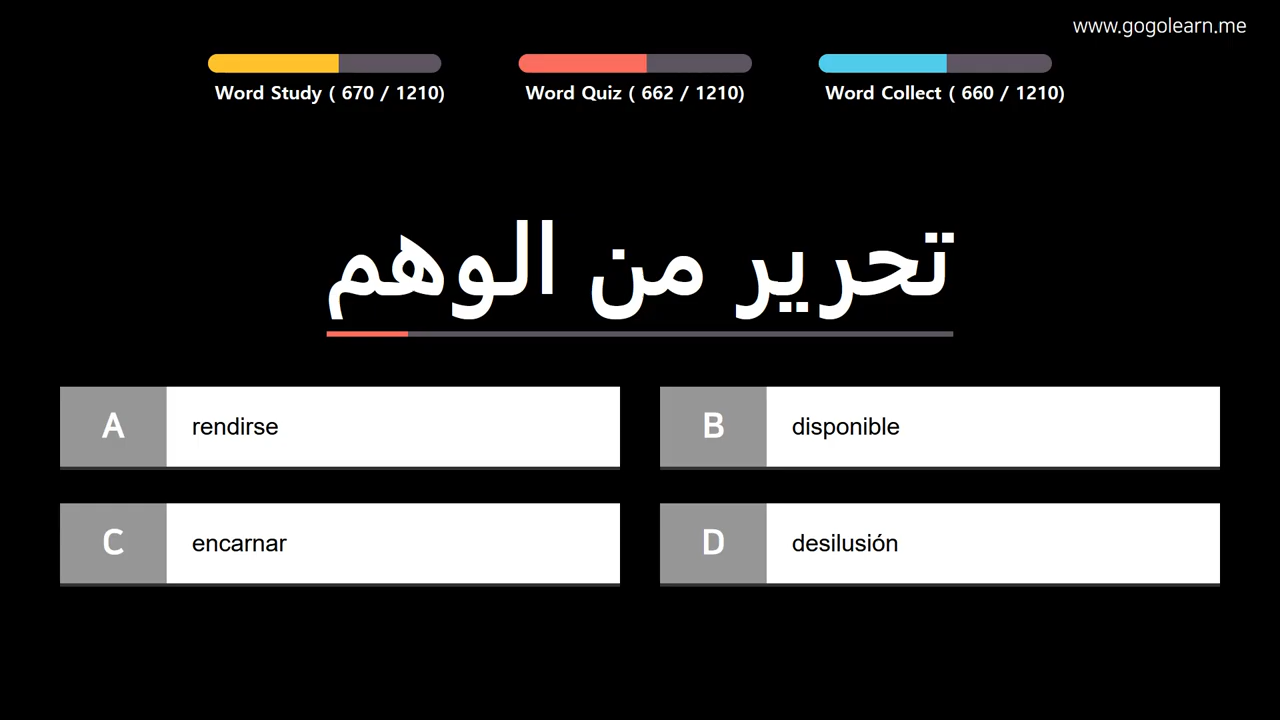 www.gogolearn.me
Word Study ( 670 / 1210)
Word Quiz ( 662 / 1210)
Word Collect ( 660 / 1210)
تحرير من الوهم
A
rendirse
B
disponible
C
encarnar
D
desilusión